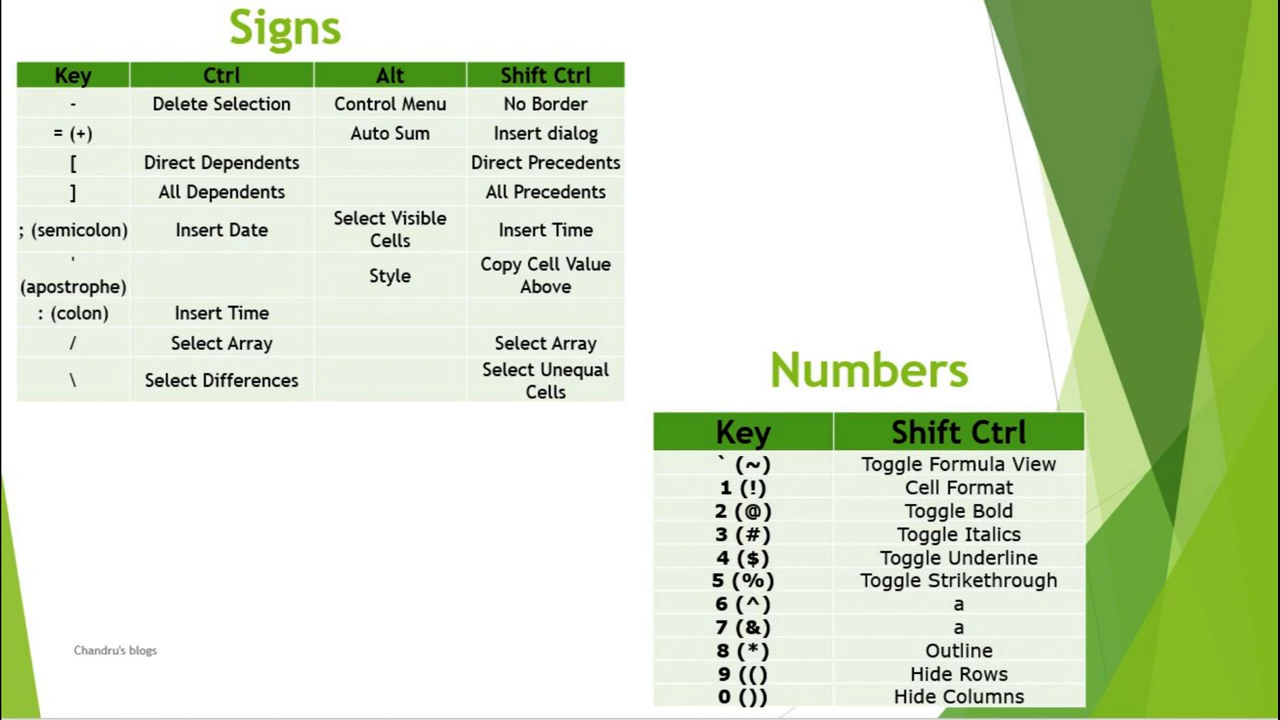 Signs
Key Ctrl Alt Shift Ctrl
- Delete Selection Control Menu No Border
= (+) Auto Sum Insert dialog
[ Direct Dependents Direct Precedents
] All Dependents All Precedents
; (semicolon) Insert Date Select Visible Cells Insert Time
' (apostrophe) Style Copy Cell Value Above
: (colon) Insert Time
/ Select Array Select Array
\ Select Differences Select Unequal Cells
Numbers
Key Shift Ctrl
` (~) Toggle Formula View
1 (!) Cell Format
2 (@) Toggle Bold
3 (#) Toggle Italics
4 ($) Toggle Underline
5 (%) Toggle Strikethrough
6 (^) a
7 (&) a
8 (*) Outline
9 (() Hide Rows
0 ()) Hide Columns
Chandru's blogs